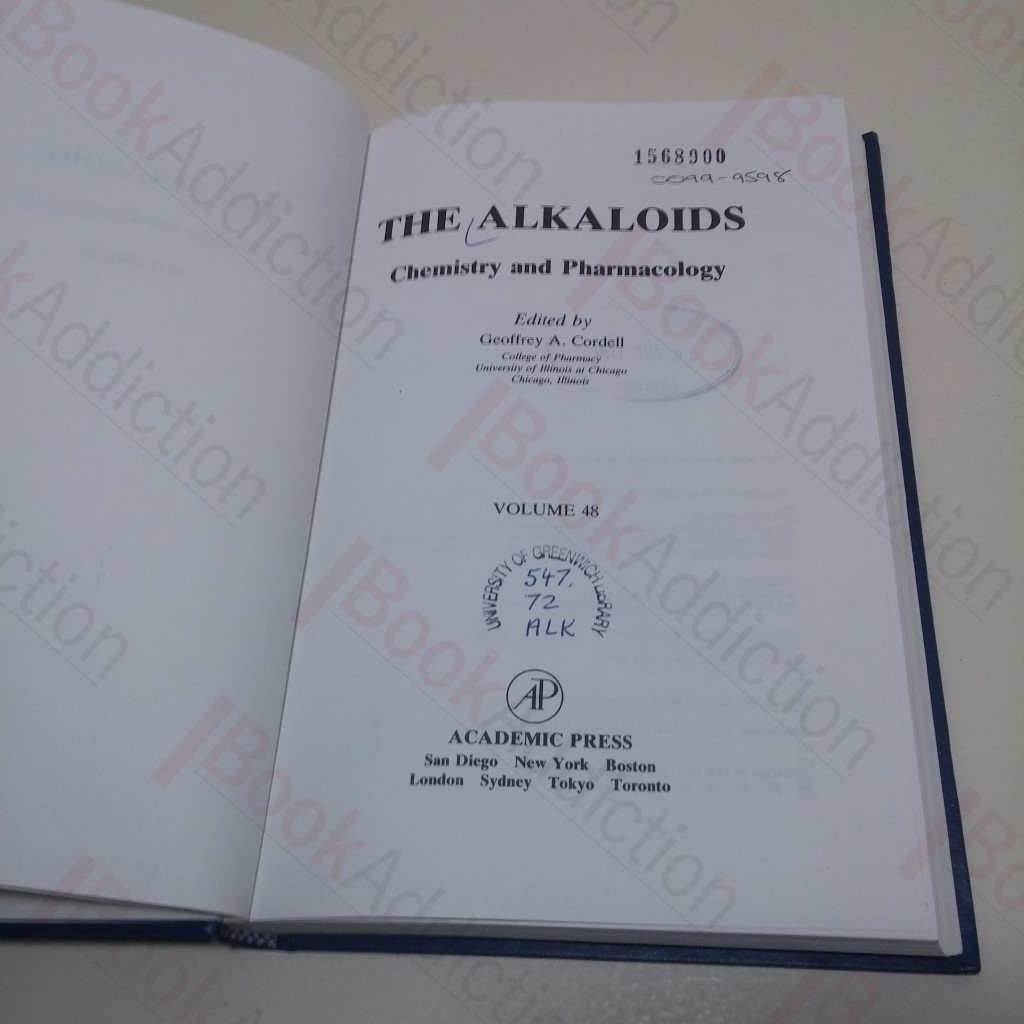 1568900
0099-9598
THE ALKALOIDS
Chemistry and Pharmacology
Edited by
Geoffrey A. Cordell
College of Pharmacy
University of Illinois at Chicago
Chicago, Illinois
VOLUME 48
UNIVERSITY OF GREENWICH LIBRARY
547.
72
ALK
AP
ACADEMIC PRESS
San Diego New York Boston
London Sydney Tokyo Toronto
BookAddiction